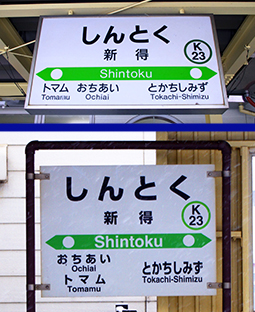 しんとく
新得
K
23
Shintoku
トマム おちあい とかちしみず
Tomamu Ochiai Tokachi-Shimizu
しんとく
新得
K
23
Shintoku
おちあい とかちしみず
Ochiai Tokachi-Shimizu
トマム
Tomamu